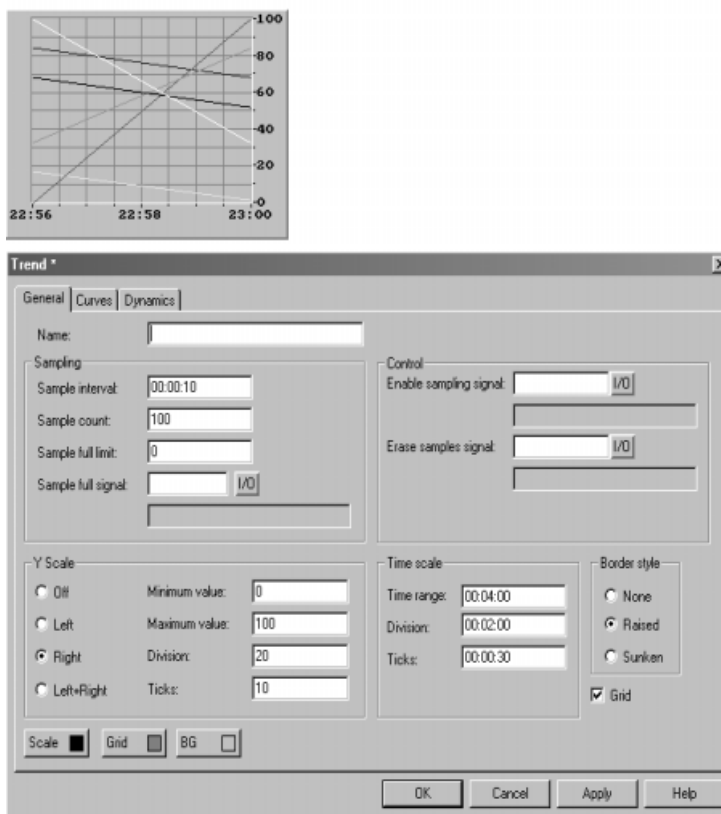 100
80
60
40
20
0
22:56 22:58 23:00
Trend *
General Curves Dynamics
Name:
Sampling
Sample interval: 00:00:10
Sample count: 100
Sample full limit: 0
Sample full signal: I/O
Control
Enable sampling signal: I/O
Erase samples signal: I/O
Y Scale
Off
Left
Right
Left+Right
Minimum value: 0
Maximum value: 100
Division: 20
Ticks: 10
Time scale
Time range: 00:04:00
Division: 00:02:00
Ticks: 00:00:30
Border style
None
Raised
Sunken
Grid
Scale Grid BG
OK Cancel Apply Help